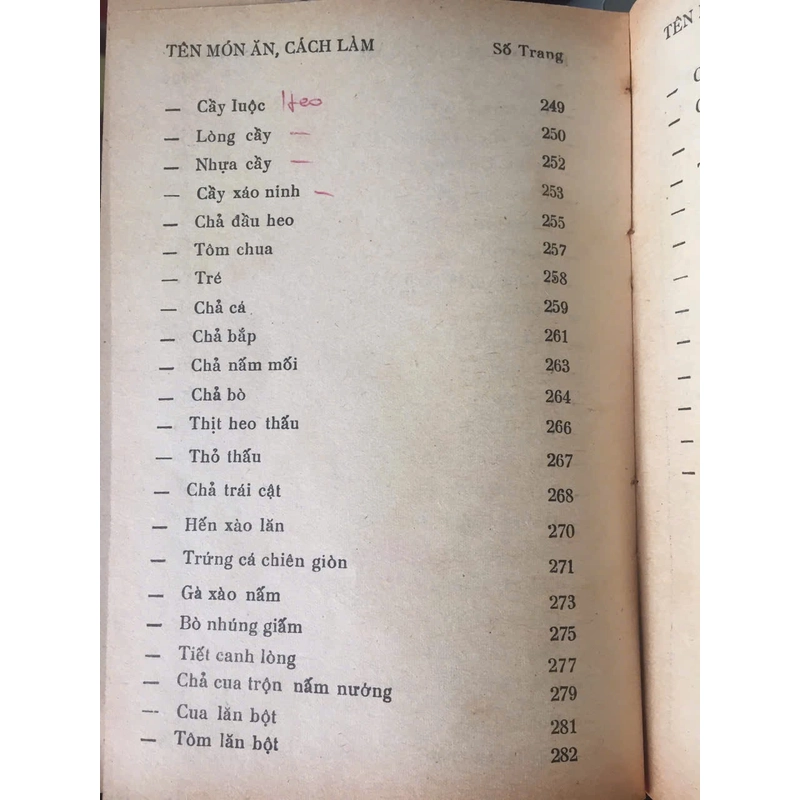 TÊN MÓN ĂN, CÁCH LÀM Số Trang
— Cầy luộc Heo 249
— Lòng cầy — 250
— Nhựa cầy — 252
— Cầy xáo ninh — 253
— Chả đầu heo 255
— Tôm chua 257
— Tré 258
— Chả cá 259
— Chả bắp 261
— Chả nấm mối 263
— Chả bò 264
— Thịt heo thấu 266
— Thỏ thấu 267
— Chả trái cật 268
— Hến xào lăn 270
— Trứng cá chiên giòn 271
— Gà xào nấm 273
— Bò nhúng giấm 275
— Tiết canh lòng 277
— Chả cua trộn nấm nướng 279
— Cua lăn bột 281
— Tôm lăn bột 282
TÊN